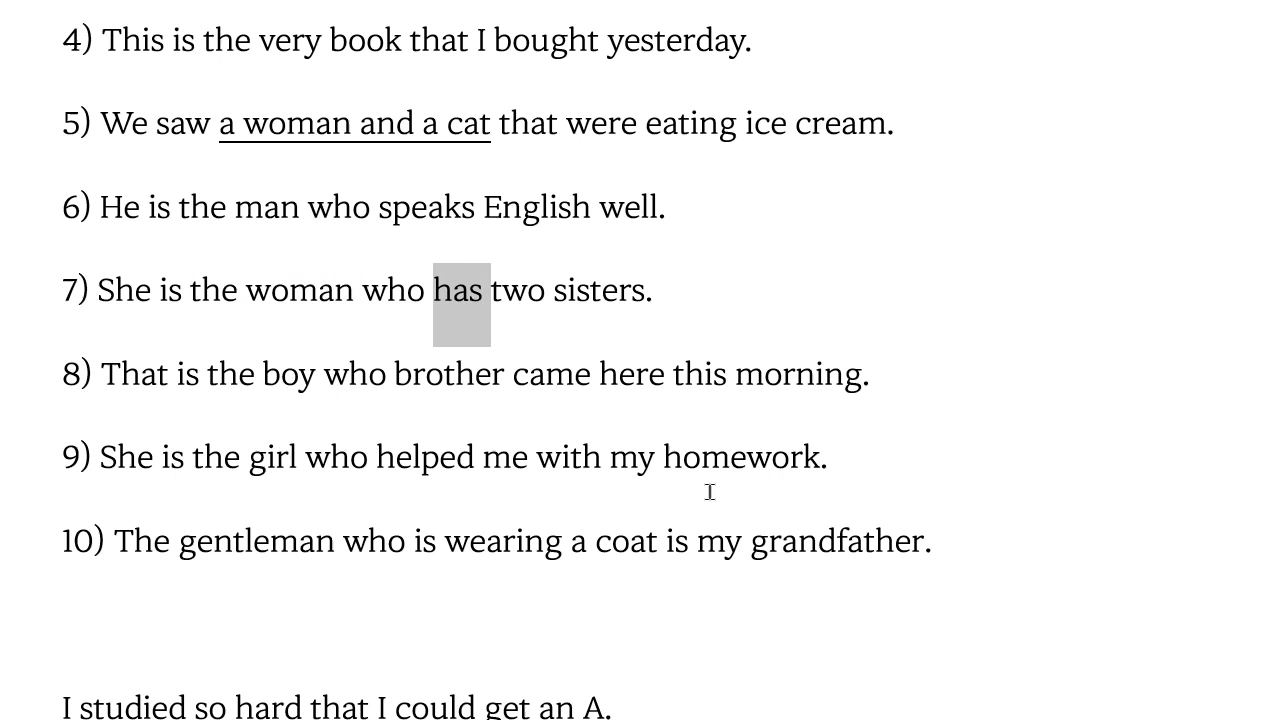 4) This is the very book that I bought yesterday.
5) We saw a woman and a cat that were eating ice cream.
6) He is the man who speaks English well.
7) She is the woman who has two sisters.
8) That is the boy who brother came here this morning.
9) She is the girl who helped me with my homework.
10) The gentleman who is wearing a coat is my grandfather.
I studied so hard that I could get an A.